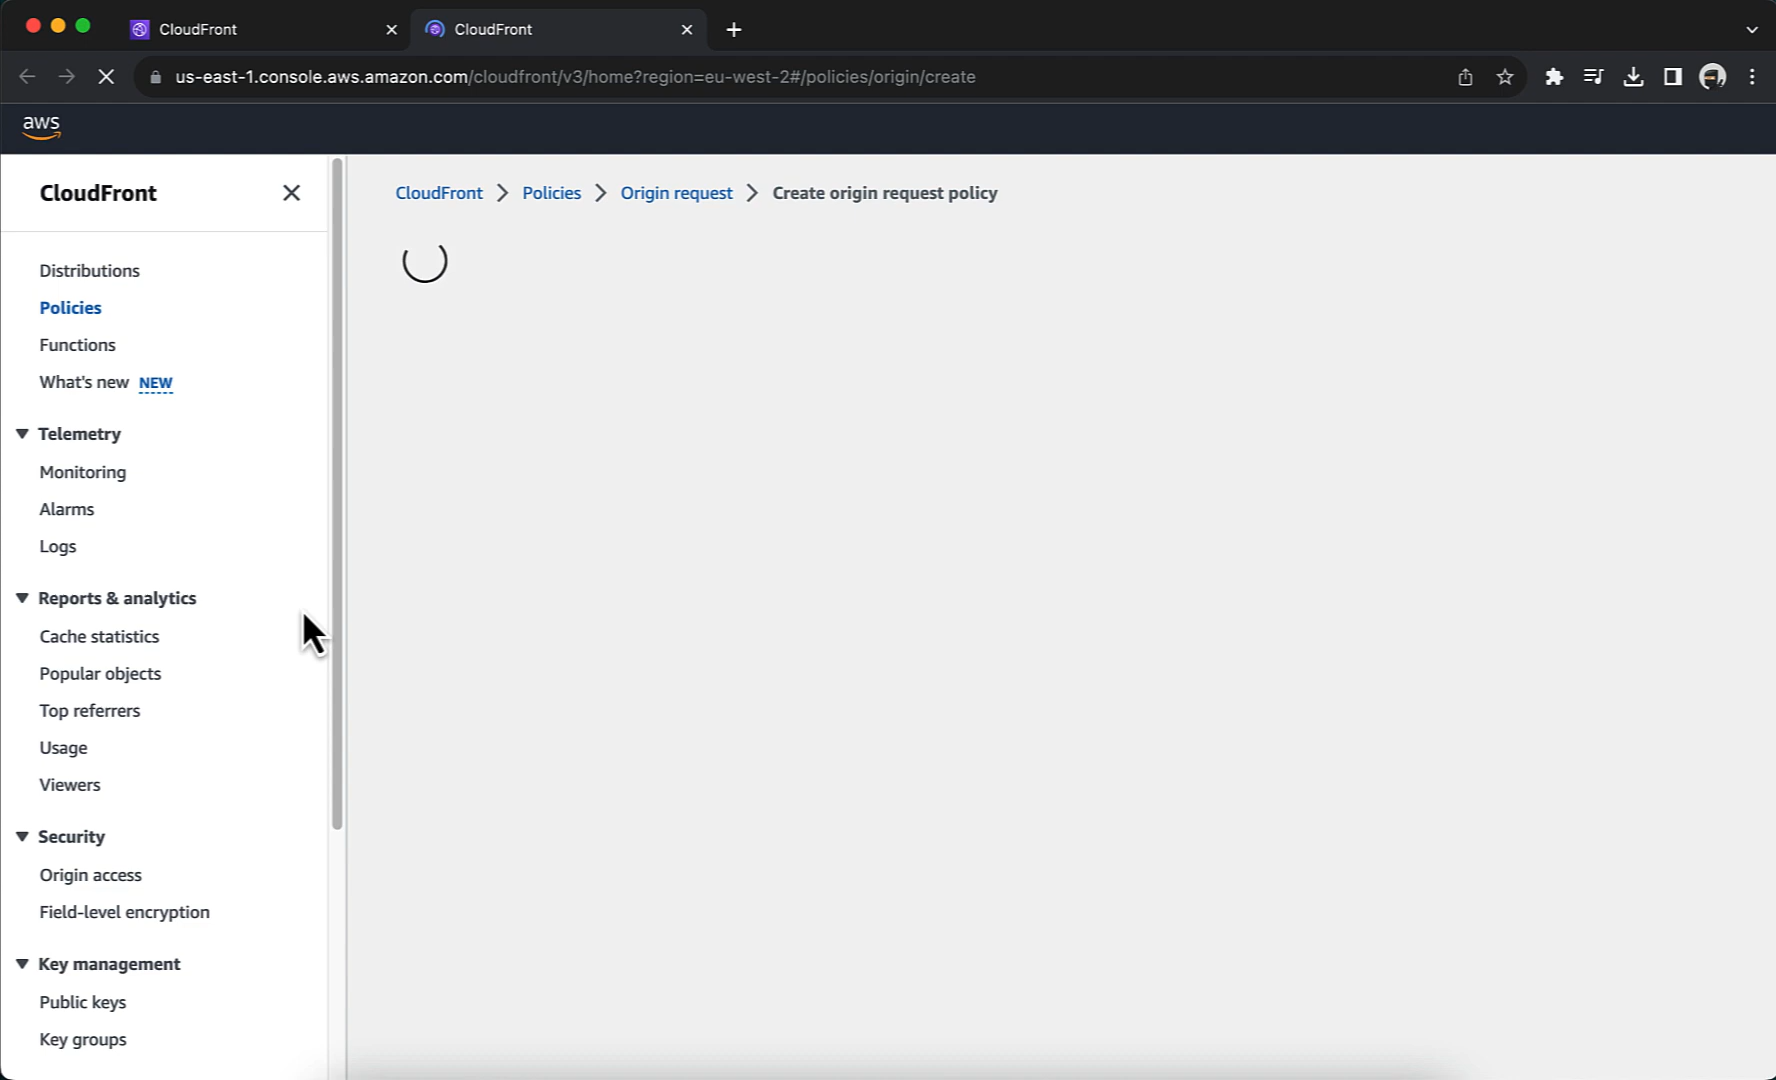 CloudFront
CloudFront
us-east-1.console.aws.amazon.com/cloudfront/v3/home?region=eu-west-2#/policies/origin/create
aws
CloudFront
CloudFront > Policies > Origin request > Create origin request policy
Distributions
Policies
Functions
What's new NEW
Telemetry
Monitoring
Alarms
Logs
Reports & analytics
Cache statistics
Popular objects
Top referrers
Usage
Viewers
Security
Origin access
Field-level encryption
Key management
Public keys
Key groups